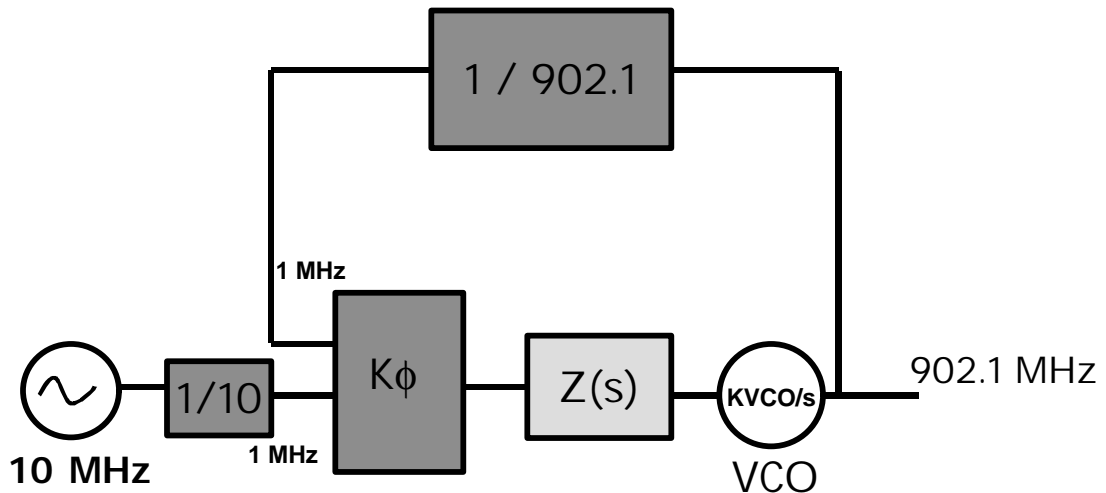 1 / 902.1
1 MHz
Kϕ
1/10
Z(s)
KVCO/s
902.1 MHz
1 MHz
10 MHz
VCO